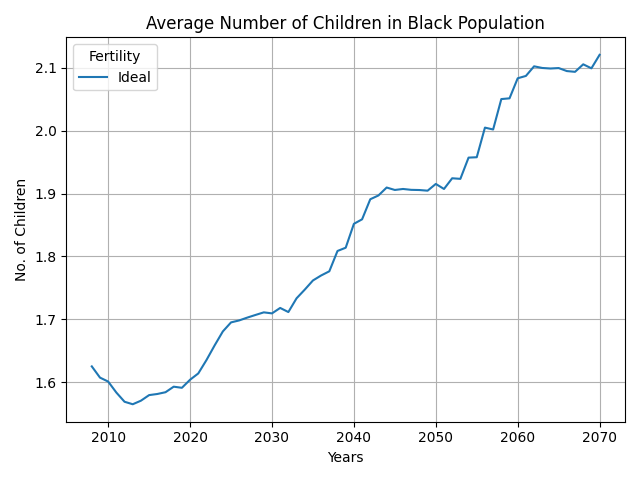 Average Number of Children in Black Population
Fertility
Ideal
2.1
2.0
1.9
1.8
1.7
1.6
No. of Children
2010 2020 2030 2040 2050 2060 2070
Years